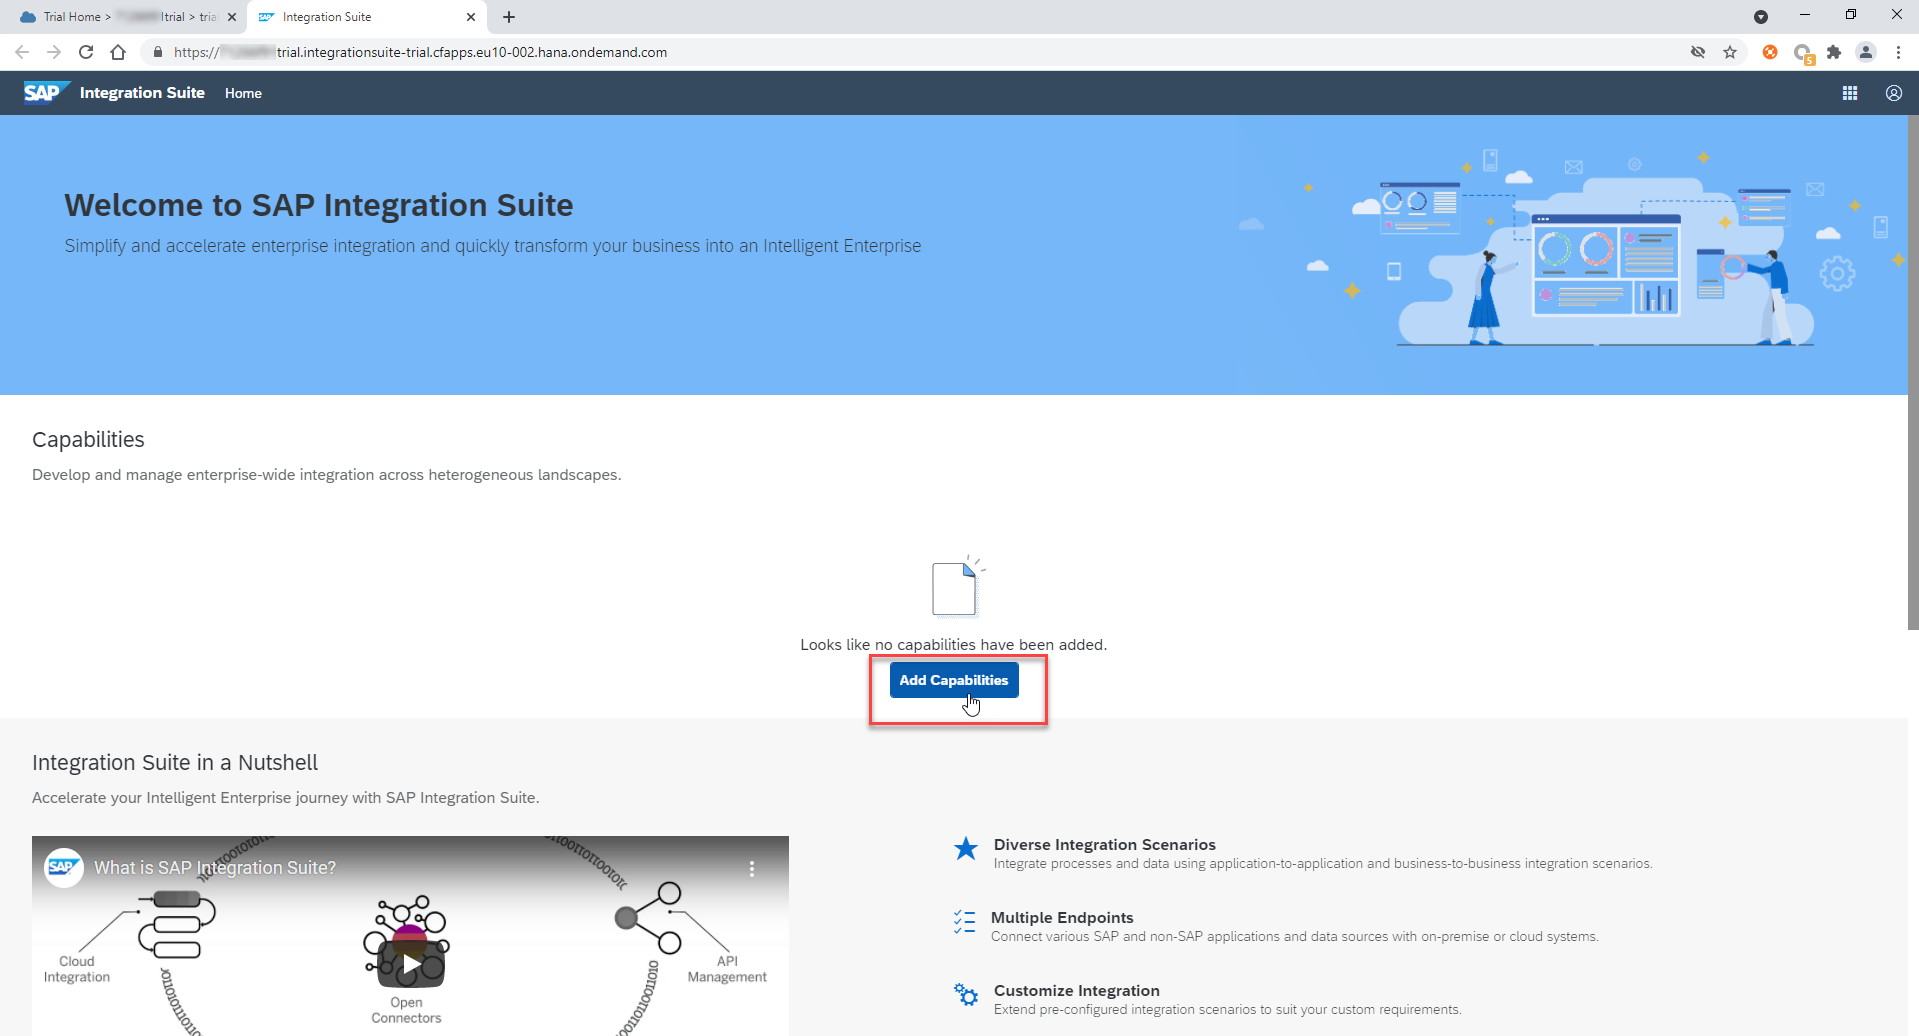 Trial Home > trial > tria
Integration Suite
https:// trial.integrationsuite-trial.cfapps.eu10-002.hana.ondemand.com
5
SAP Integration Suite Home
Welcome to SAP Integration Suite
Simplify and accelerate enterprise integration and quickly transform your business into an Intelligent Enterprise
Capabilities
Develop and manage enterprise-wide integration across heterogeneous landscapes.
Looks like no capabilities have been added.
Add Capabilities
Integration Suite in a Nutshell
Accelerate your Intelligent Enterprise journey with SAP Integration Suite.
SAP What is SAP Integration Suite?
Cloud
Integration
Open
Connectors
API
Management
Diverse Integration Scenarios
Integrate processes and data using application-to-application and business-to-business integration scenarios.
Multiple Endpoints
Connect various SAP and non-SAP applications and data sources with on-premise or cloud systems.
Customize Integration
Extend pre-configured integration scenarios to suit your custom requirements.